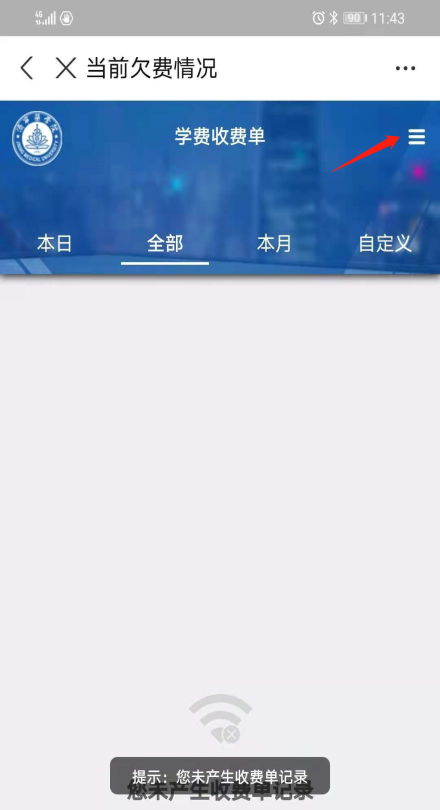 4G
90 11:43
当前欠费情况
学费收费单
本日 全部 本月 自定义
提示：您未产生收费单记录
您未产生收费单记录